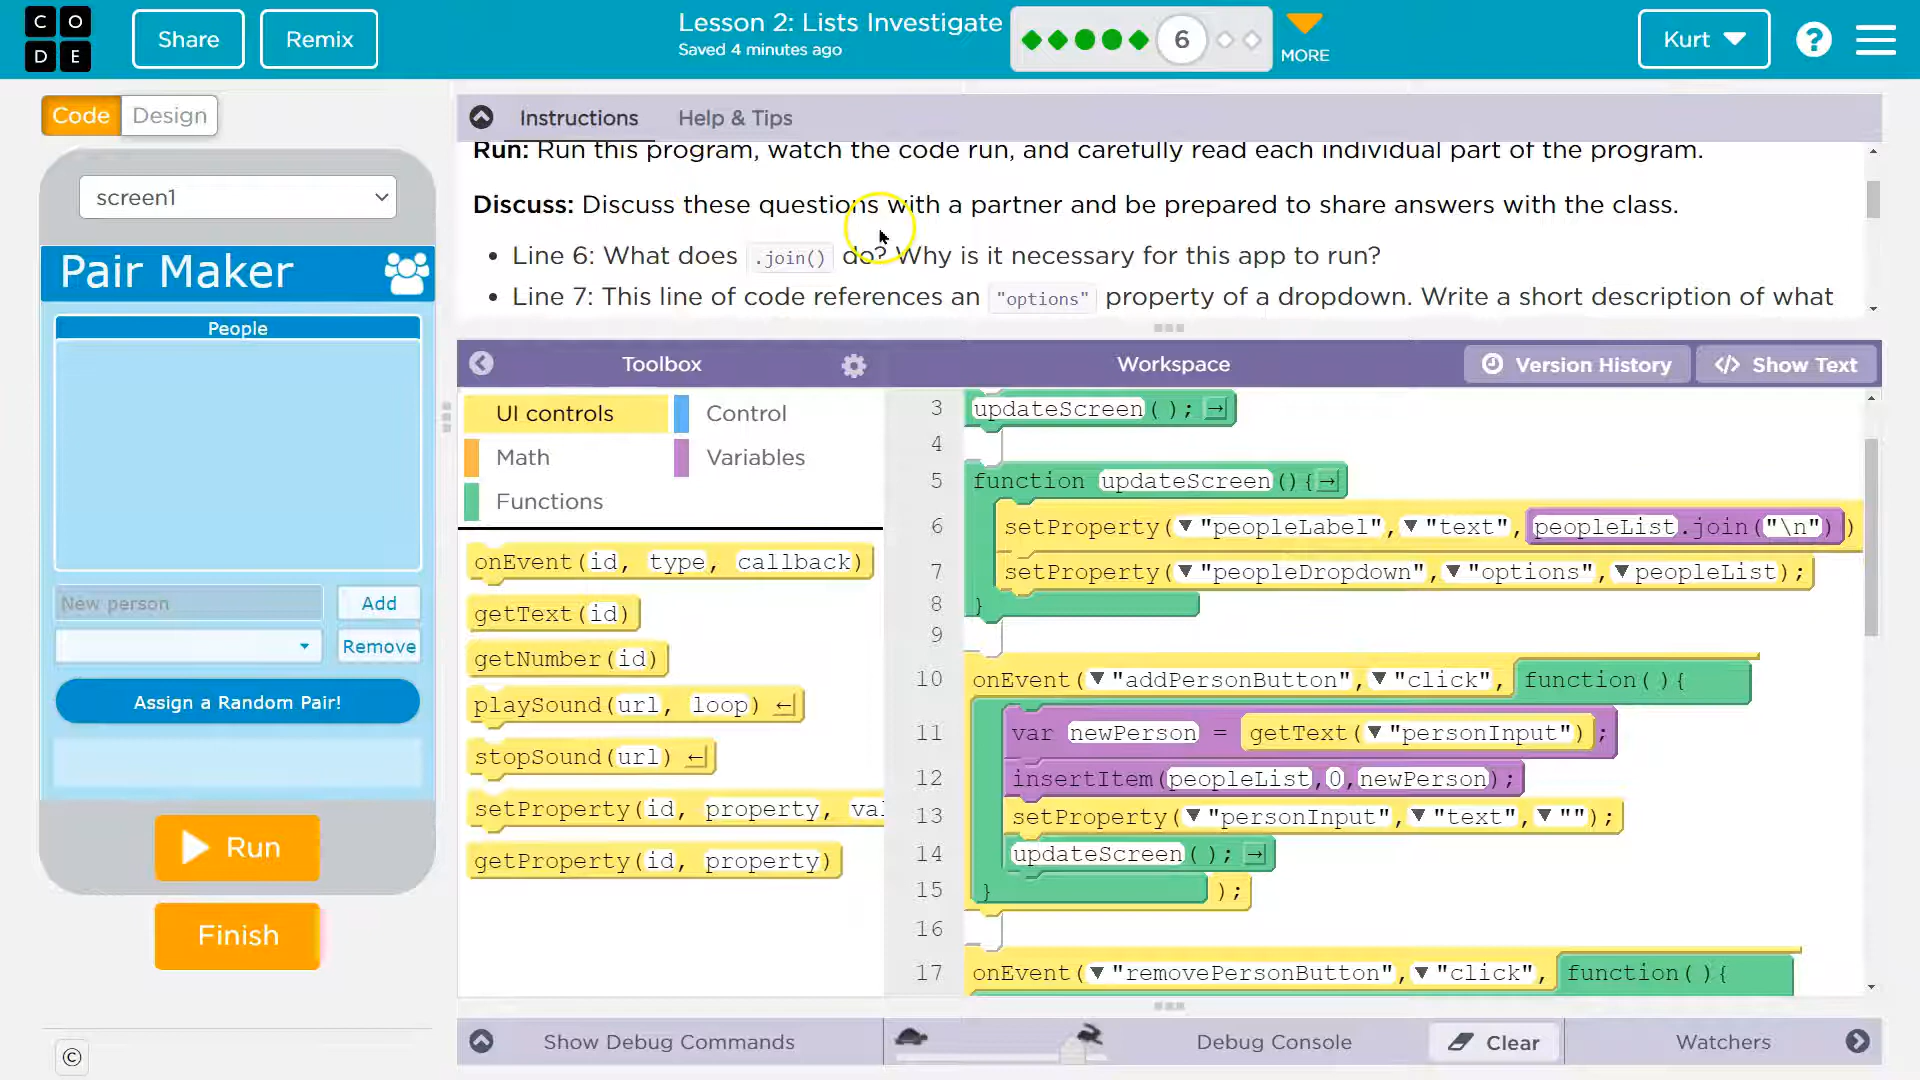 CO
DE
Share
Remix
Lesson 2: Lists Investigate
Saved 4 minutes ago
6
MORE
Kurt
?
Code
Design
Instructions
Help & Tips
Run: Run this program, watch the code run, and carefully read each individual part of the program.
Discuss: Discuss these questions with a partner and be prepared to share answers with the class.
• Line 6: What does .join() do? Why is it necessary for this app to run?
• Line 7: This line of code references an "options" property of a dropdown. Write a short description of what
screen1
Pair Maker
People
New person
Add
Remove
Assign a Random Pair!
Run
Finish
©
Toolbox
Workspace
Version History
</> Show Text
UI controls
Control
Math
Variables
Functions
onEvent(id, type, callback)
getText(id)
getNumber(id)
playSound(url, loop)
stopSound(url)
setProperty(id, property, val
getProperty(id, property)
3 updateScreen();
4
5 function updateScreen(){
6 setProperty("peopleLabel", "text", peopleList.join("\n"))
7 setProperty("peopleDropdown", "options", peopleList);
8 }
9
10 onEvent("addPersonButton", "click", function(){
11 var newPerson = getText("personInput");
12 insertItem(peopleList,0,newPerson);
13 setProperty("personInput", "text", "");
14 updateScreen();
15 });
16
17 onEvent("removePersonButton", "click", function(){
Show Debug Commands
Debug Console
Clear
Watchers